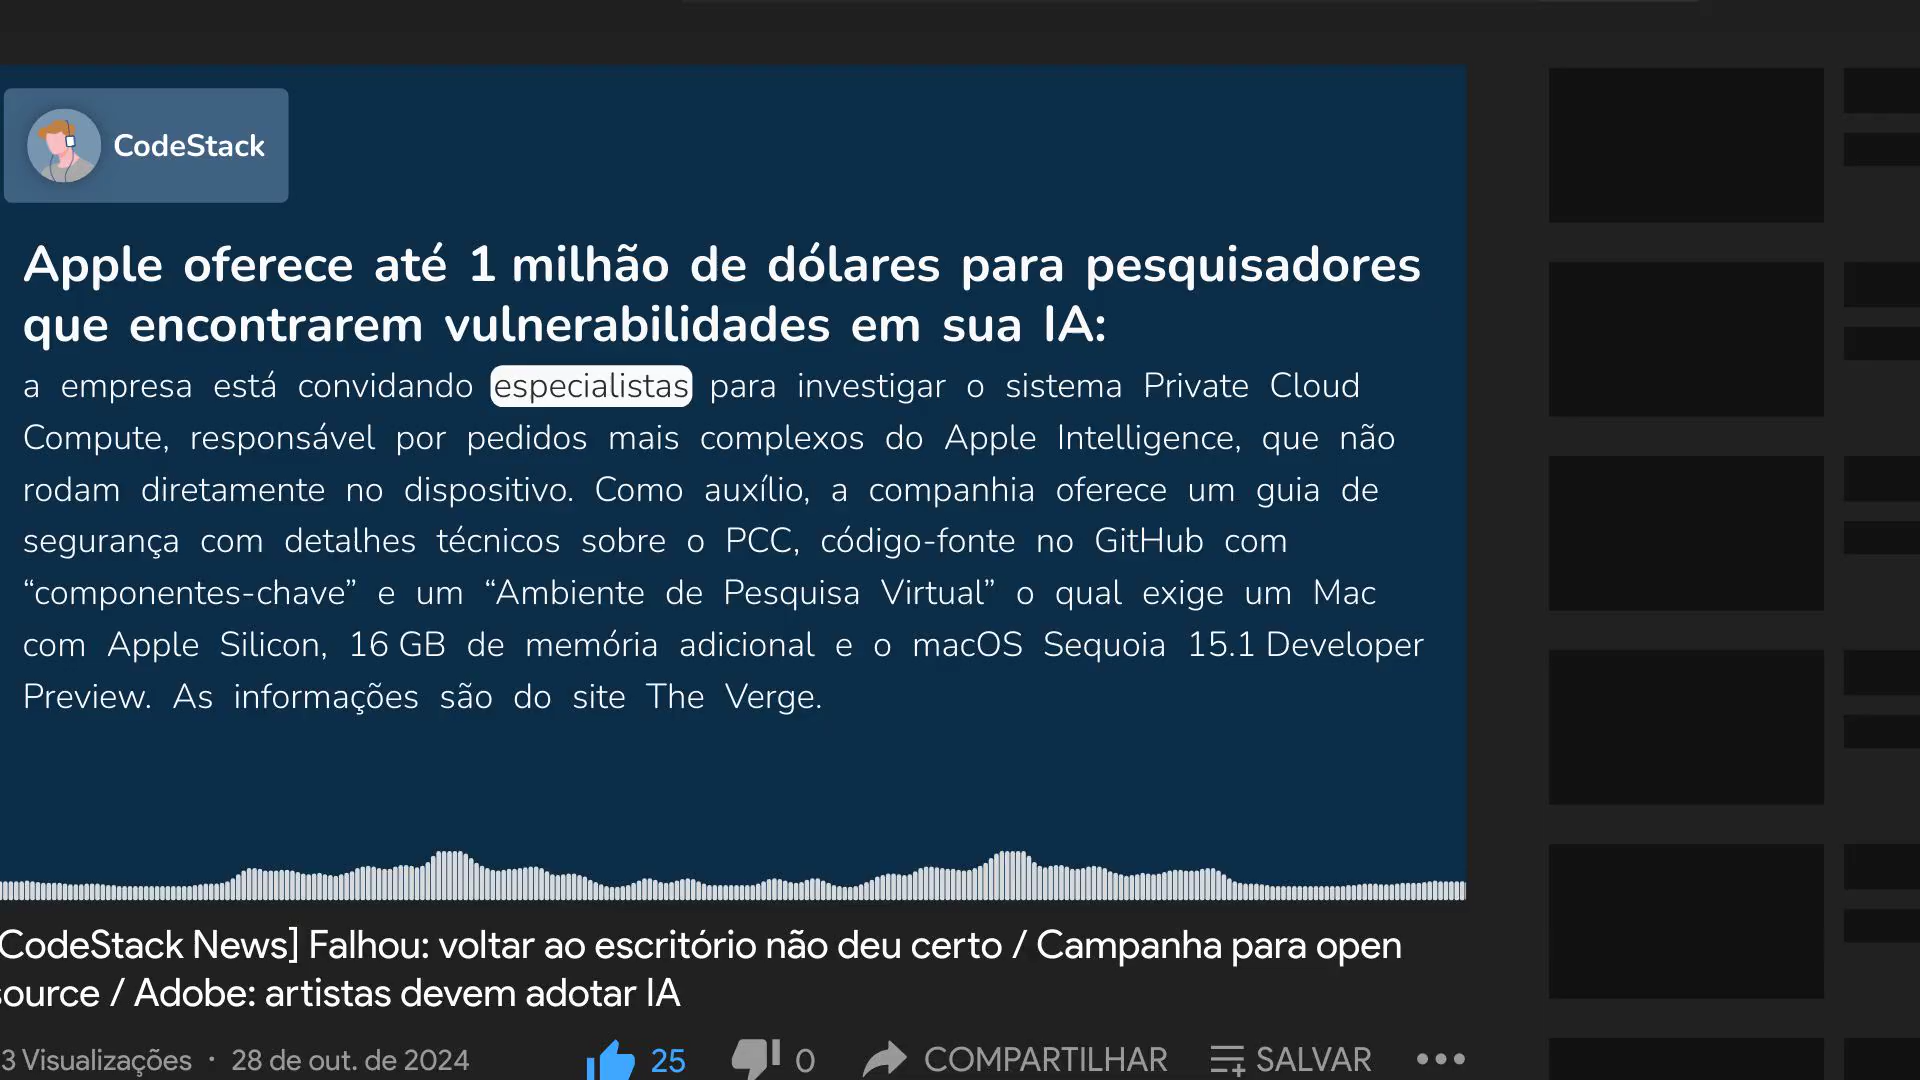 CodeStack
Apple oferece até 1 milhão de dólares para pesquisadores
que encontrarem vulnerabilidades em sua IA:
a empresa está convidando especialistas para investigar o sistema Private Cloud
Compute, responsável por pedidos mais complexos do Apple Intelligence, que não
rodam diretamente no dispositivo. Como auxílio, a companhia oferece um guia de
segurança com detalhes técnicos sobre o PCC, código-fonte no GitHub com
“componentes-chave” e um “Ambiente de Pesquisa Virtual” o qual exige um Mac
com Apple Silicon, 16 GB de memória adicional e o macOS Sequoia 15.1 Developer
Preview. As informações são do site The Verge.
CodeStack News] Falhou: voltar ao escritório não deu certo / Campanha para open
source / Adobe: artistas devem adotar IA
3 Visualizações · 28 de out. de 2024 25 0 COMPARTILHAR SALVAR